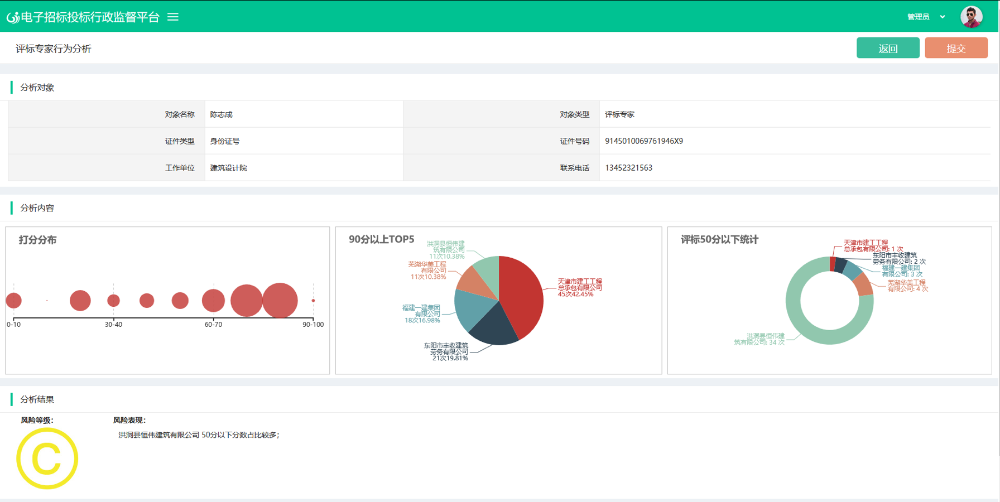 电子招标投标行政监督平台
管理员
评标专家行为分析
返回
提交
分析对象
对象名称
陈志成
对象类型
评标专家
证件类型
身份证号
证件号码
9145010069761946X9
工作单位
建筑设计院
联系电话
13452321563
分析内容
打分分布
0-10
30-40
60-70
90-100
90分以上TOP5
洪洞县恒伟建
筑有限公司
11次10.38%
芜湖华美工程
有限公司
11次10.38%
天津市建工工程
总承包有限公司
45次42.45%
福建一建集团
有限公司
18次16.98%
东阳市丰收建筑
劳务有限公司
21次19.81%
评标50分以下统计
天津市建工工程
总承包有限公司: 1 次
东阳市丰收建筑
劳务有限公司: 2 次
福建一建集团
有限公司: 3 次
芜湖华美工程
有限公司: 4 次
洪洞县恒伟建
筑有限公司: 34 次
分析结果
风险等级：
风险表现：
洪洞县恒伟建筑有限公司 50分以下分数占比较多；
C